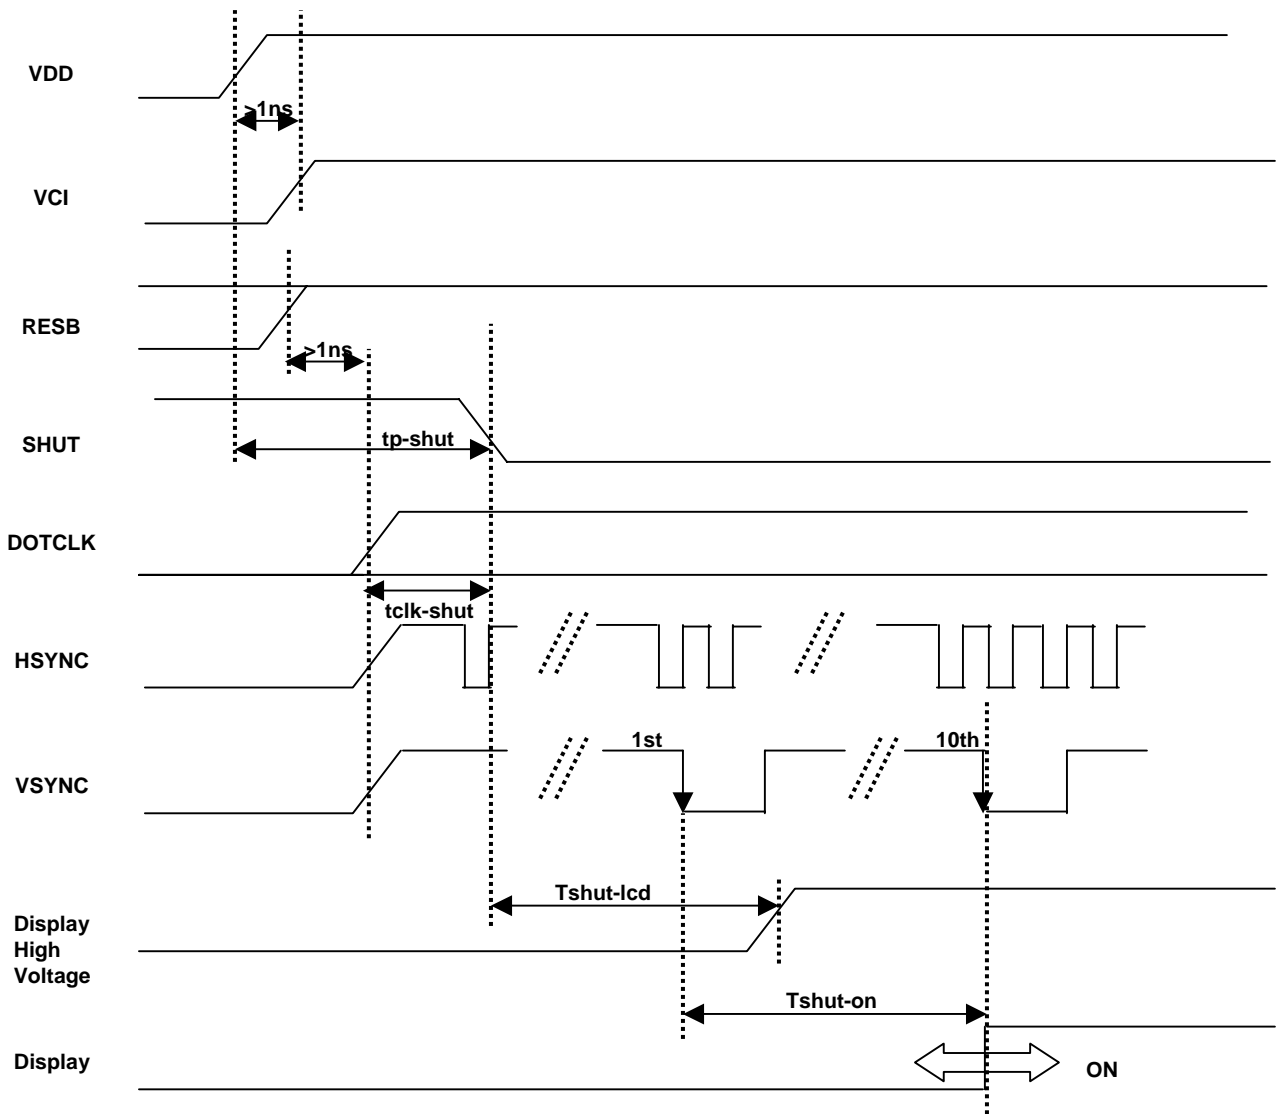 VDD
>1ns
VCI
RESB
>1ns
SHUT
tp-shut
DOTCLK
tclk-shut
HSYNC
1st
10th
VSYNC
Tshut-lcd
Display
High
Voltage
Tshut-on
Display
ON